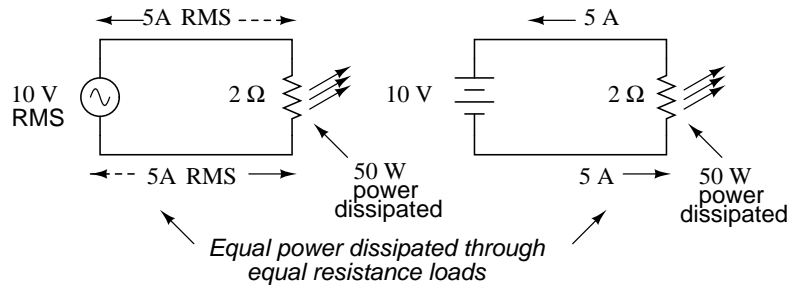 5A RMS
10 V
RMS
2 Ω
5A RMS
50 W
power
dissipated
5 A
10 V
2 Ω
5 A
50 W
power
dissipated
Equal power dissipated through
equal resistance loads